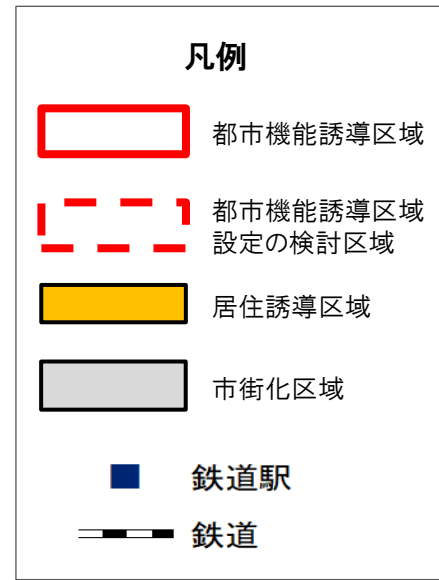 凡例
都市機能誘導区域
都市機能誘導区域
設定の検討区域
居住誘導区域
市街化区域
鉄道駅
鉄道